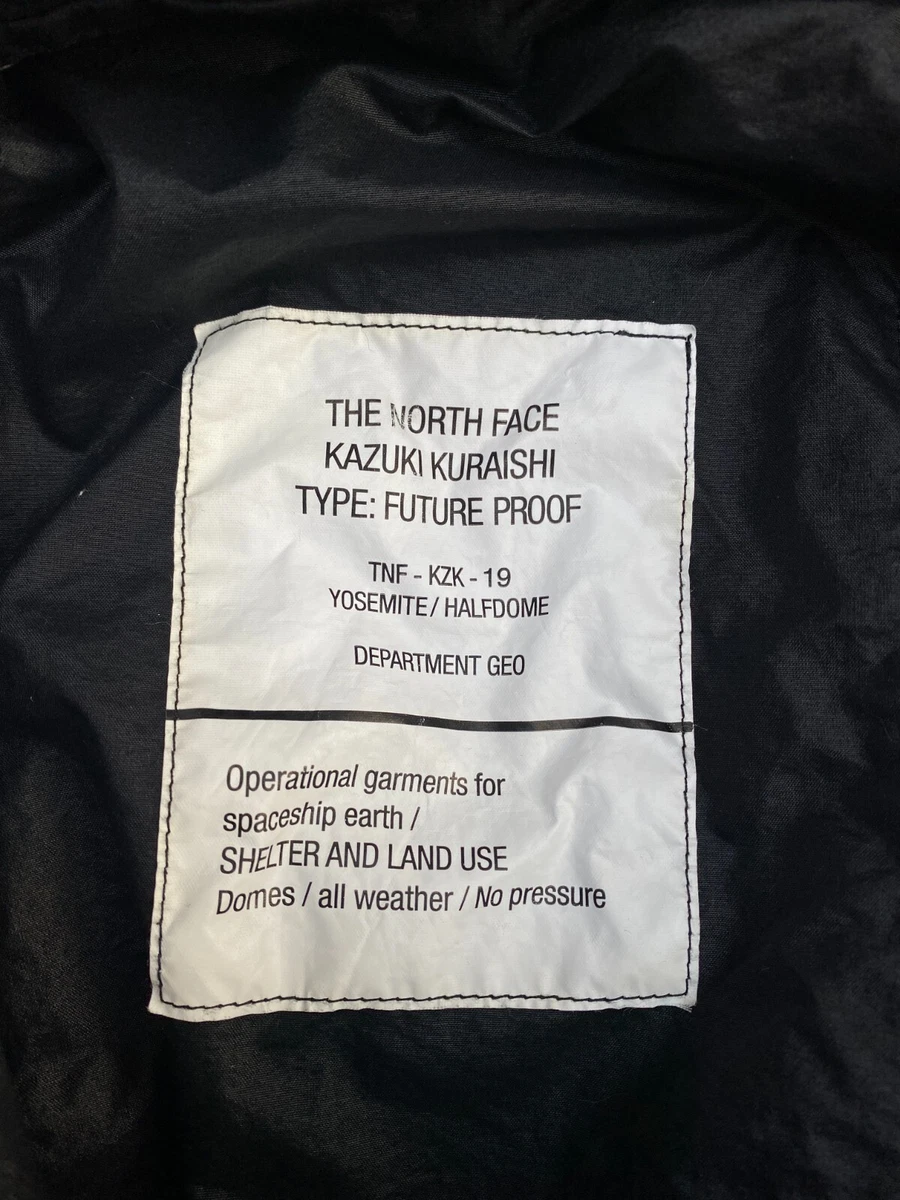 THE NORTH FACE
KAZUKI KURAISHI
TYPE: FUTURE PROOF
TNF - KZK - 19
YOSEMITE / HALFDOME
DEPARTMENT GEO
Operational garments for
spaceship earth /
SHELTER AND LAND USE
Domes / all weather / No pressure